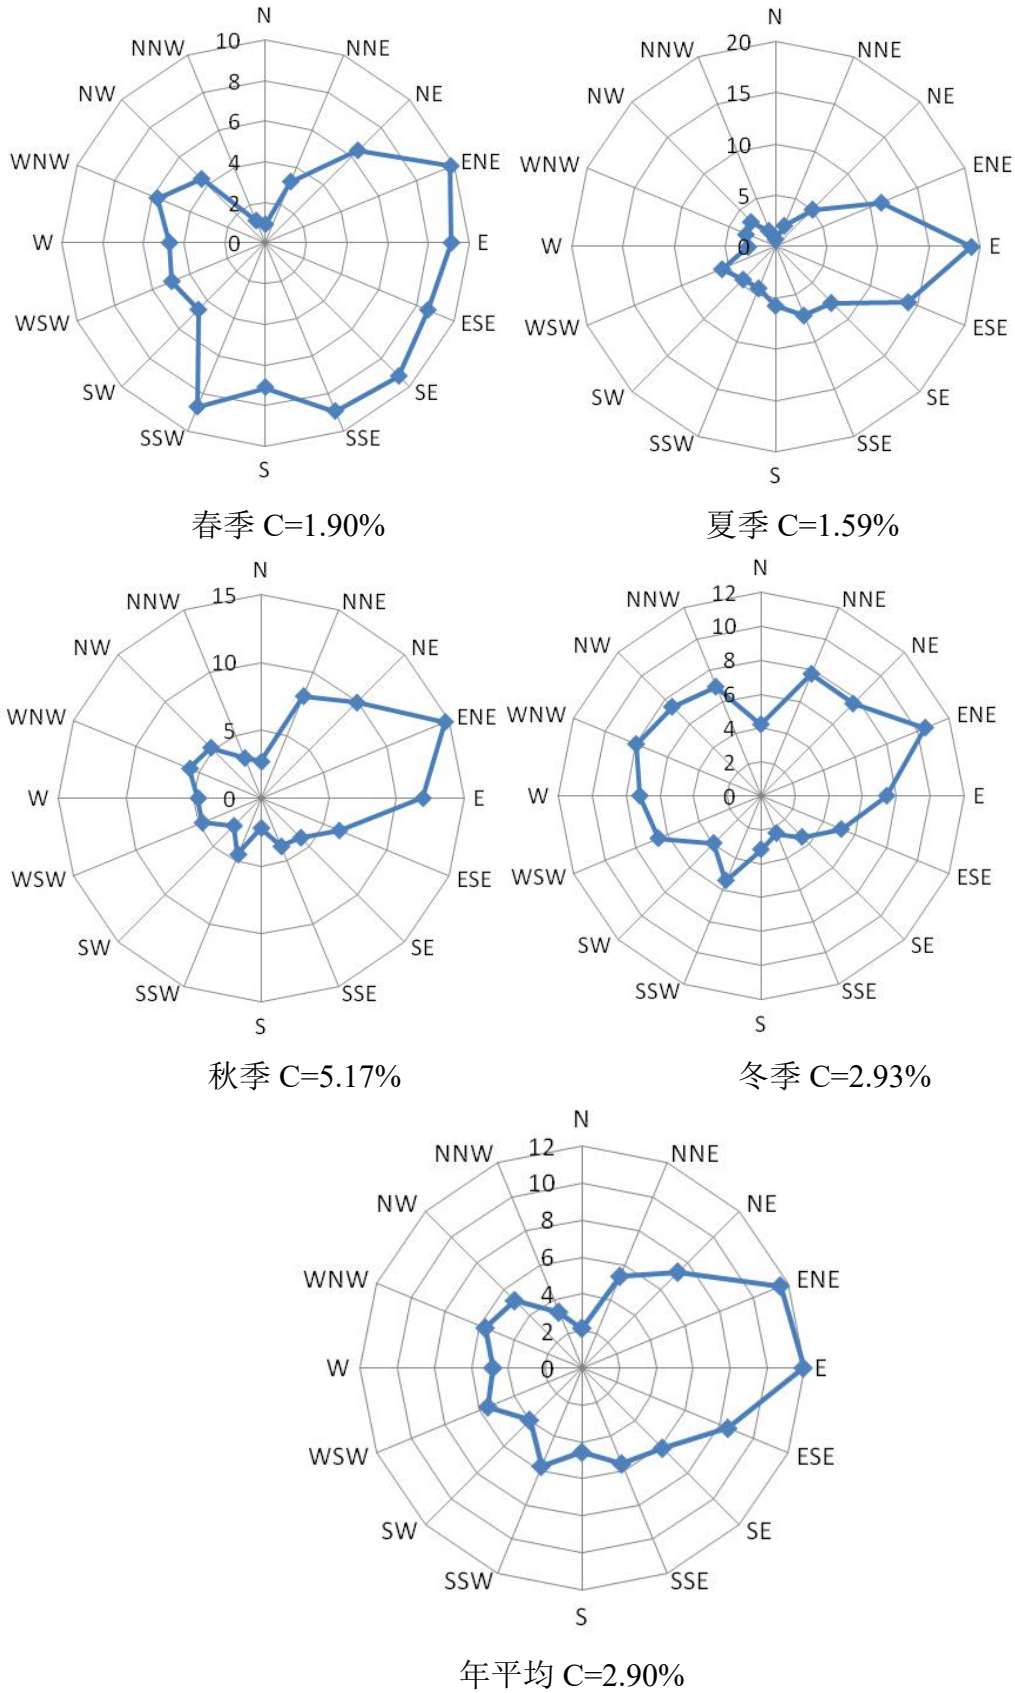 N
NNW 10 NNE
NW 8 NE
6
WNW 4 ENE
2
W 0 E
WSW ESE
SW SE
SSW SSE
S
春季 C=1.90%
N
NNW 20 NNE
NW 15 NE
WNW 10 ENE
5
W 0 E
WSW ESE
SW SE
SSW SSE
S
夏季 C=1.59%
N
NNW 15 NNE
NW 10 NE
WNW 5 ENE
W 0 E
WSW ESE
SW SE
SSW SSE
S
秋季 C=5.17%
N
NNW 12 NNE
10
NW 8 NE
6
WNW 4 ENE
2
W 0 E
WSW ESE
SW SE
SSW SSE
S
冬季 C=2.93%
N
NNW 12 NNE
10
NW 8 NE
6
WNW 4 ENE
2
W 0 E
WSW ESE
SW SE
SSW SSE
S
年平均 C=2.90%